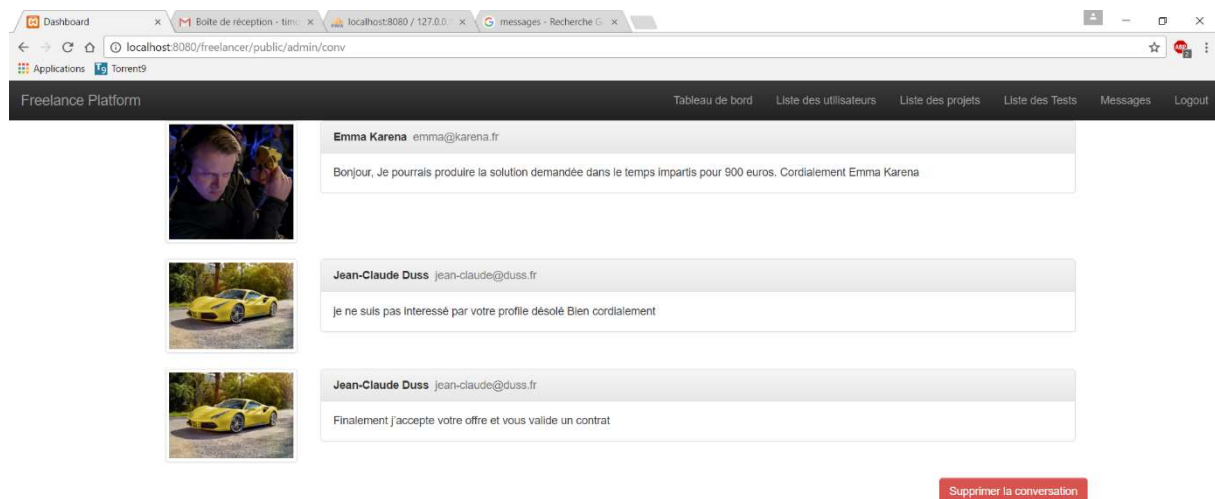 Dashboard
Boîte de réception - timo
localhost:8080 / 127.0.0.
messages - Recherche G
localhost:8080/freelancer/public/admin/conv
Applications
Torrent9
Freelance Platform
Tableau de bord Liste des utilisateurs Liste des projets Liste des Tests Messages Logout
Emma Karena emma@karena.fr
Bonjour, Je pourrais produire la solution demandée dans le temps impartis pour 900 euros. Cordialement Emma Karena
Jean-Claude Duss jean-claude@duss.fr
je ne suis pas interessé par votre profile désolé Bien cordialement
Jean-Claude Duss jean-claude@duss.fr
Finalement j'accepte votre offre et vous valide un contrat
Supprimer la conversation